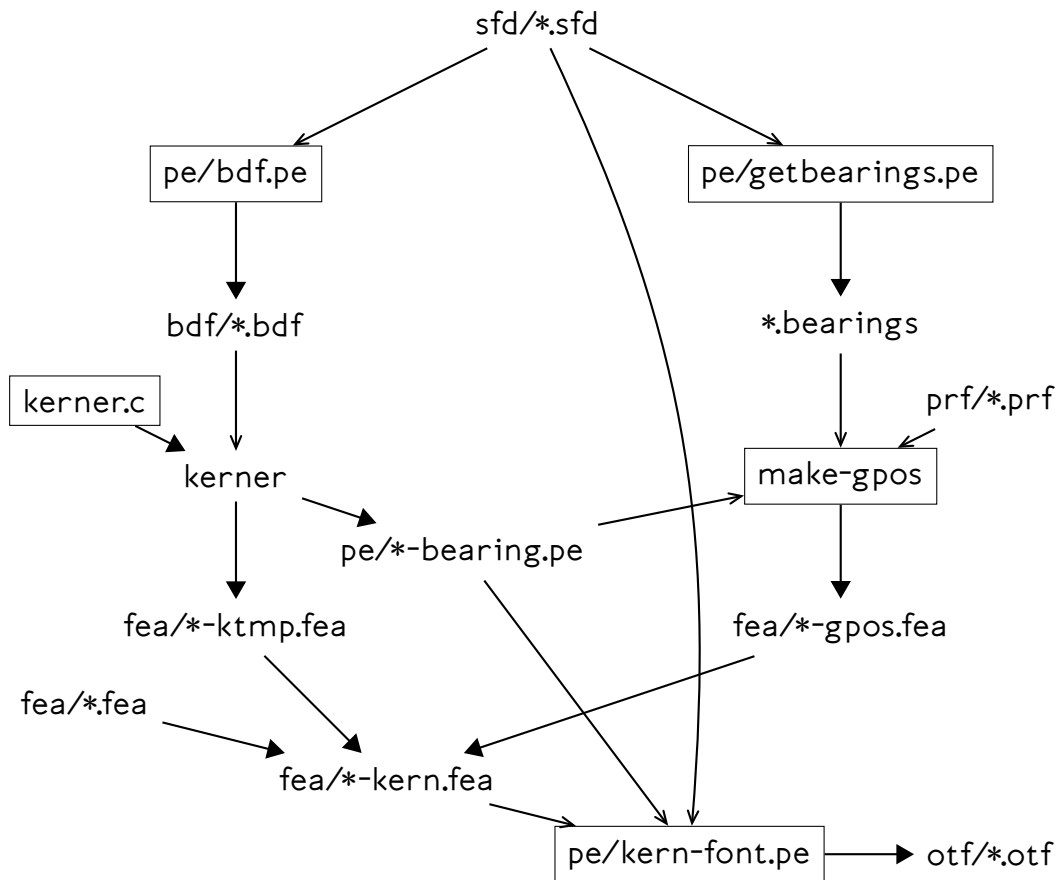 sfd/*.sfd
pe/bdf.pe
pe/getbearings.pe
bdf/*.bdf
*.bearings
kerner.c
prf/*.prf
kerner
make-gpos
pe/*-bearing.pe
fea/*-ktmp.fea
fea/*-gpos.fea
fea/*.fea
fea/*-kern.fea
pe/kern-font.pe
otf/*.otf